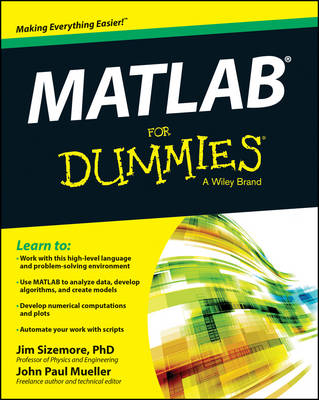 Making Everything Easier!™
MATLAB®
FOR
DUMMIES®
A Wiley Brand
Learn to:
• Work with this high-level language
and problem-solving environment
• Use MATLAB to analyze data, develop
algorithms, and create models
• Develop numerical computations
and plots
• Automate your work with scripts
Jim Sizemore, PhD
Professor of Physics and Engineering
John Paul Mueller
Freelance author and technical editor